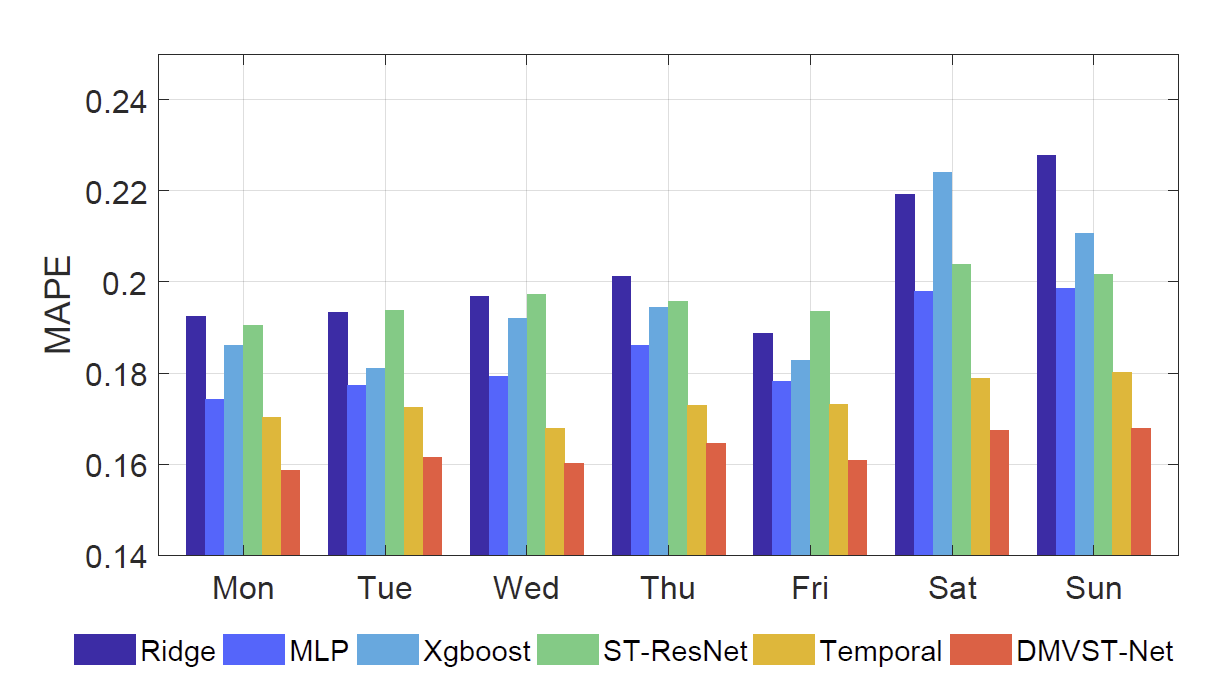 0.24
0.22
0.2
0.18
0.16
0.14
MAPE
Mon Tue Wed Thu Fri Sat Sun
Ridge MLP Xgboost ST-ResNet Temporal DMVST-Net